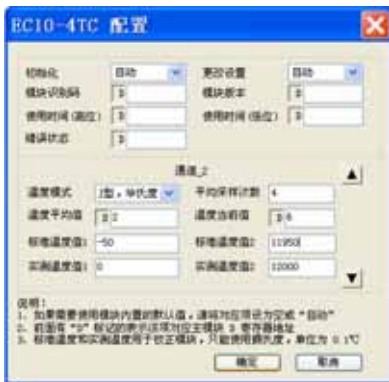 EC10-4TC 配置
初始化 自动 更改设置 自动
模块识别码 D 模块版本 D
使用时间(高位) D 使用时间(低位) D
错误状态 D
通道_2
温度模式 J型，华氏度 平均采样计数 4
温度平均值 D 2 温度当前值 D 6
标准温度值1 -50 标准温度值2 11950
实测温度值1 0 实测温度值2 12000
说明：
1、如果需要使用模块内置的默认值，请将对应项设为空或“自动”
2、前面有“D”标记的表示该项对应主模块 D 寄存器地址
3、标准温度和实测温度用于校正模块，只能使用摄氏度，单位为 0.1℃
确定 取消